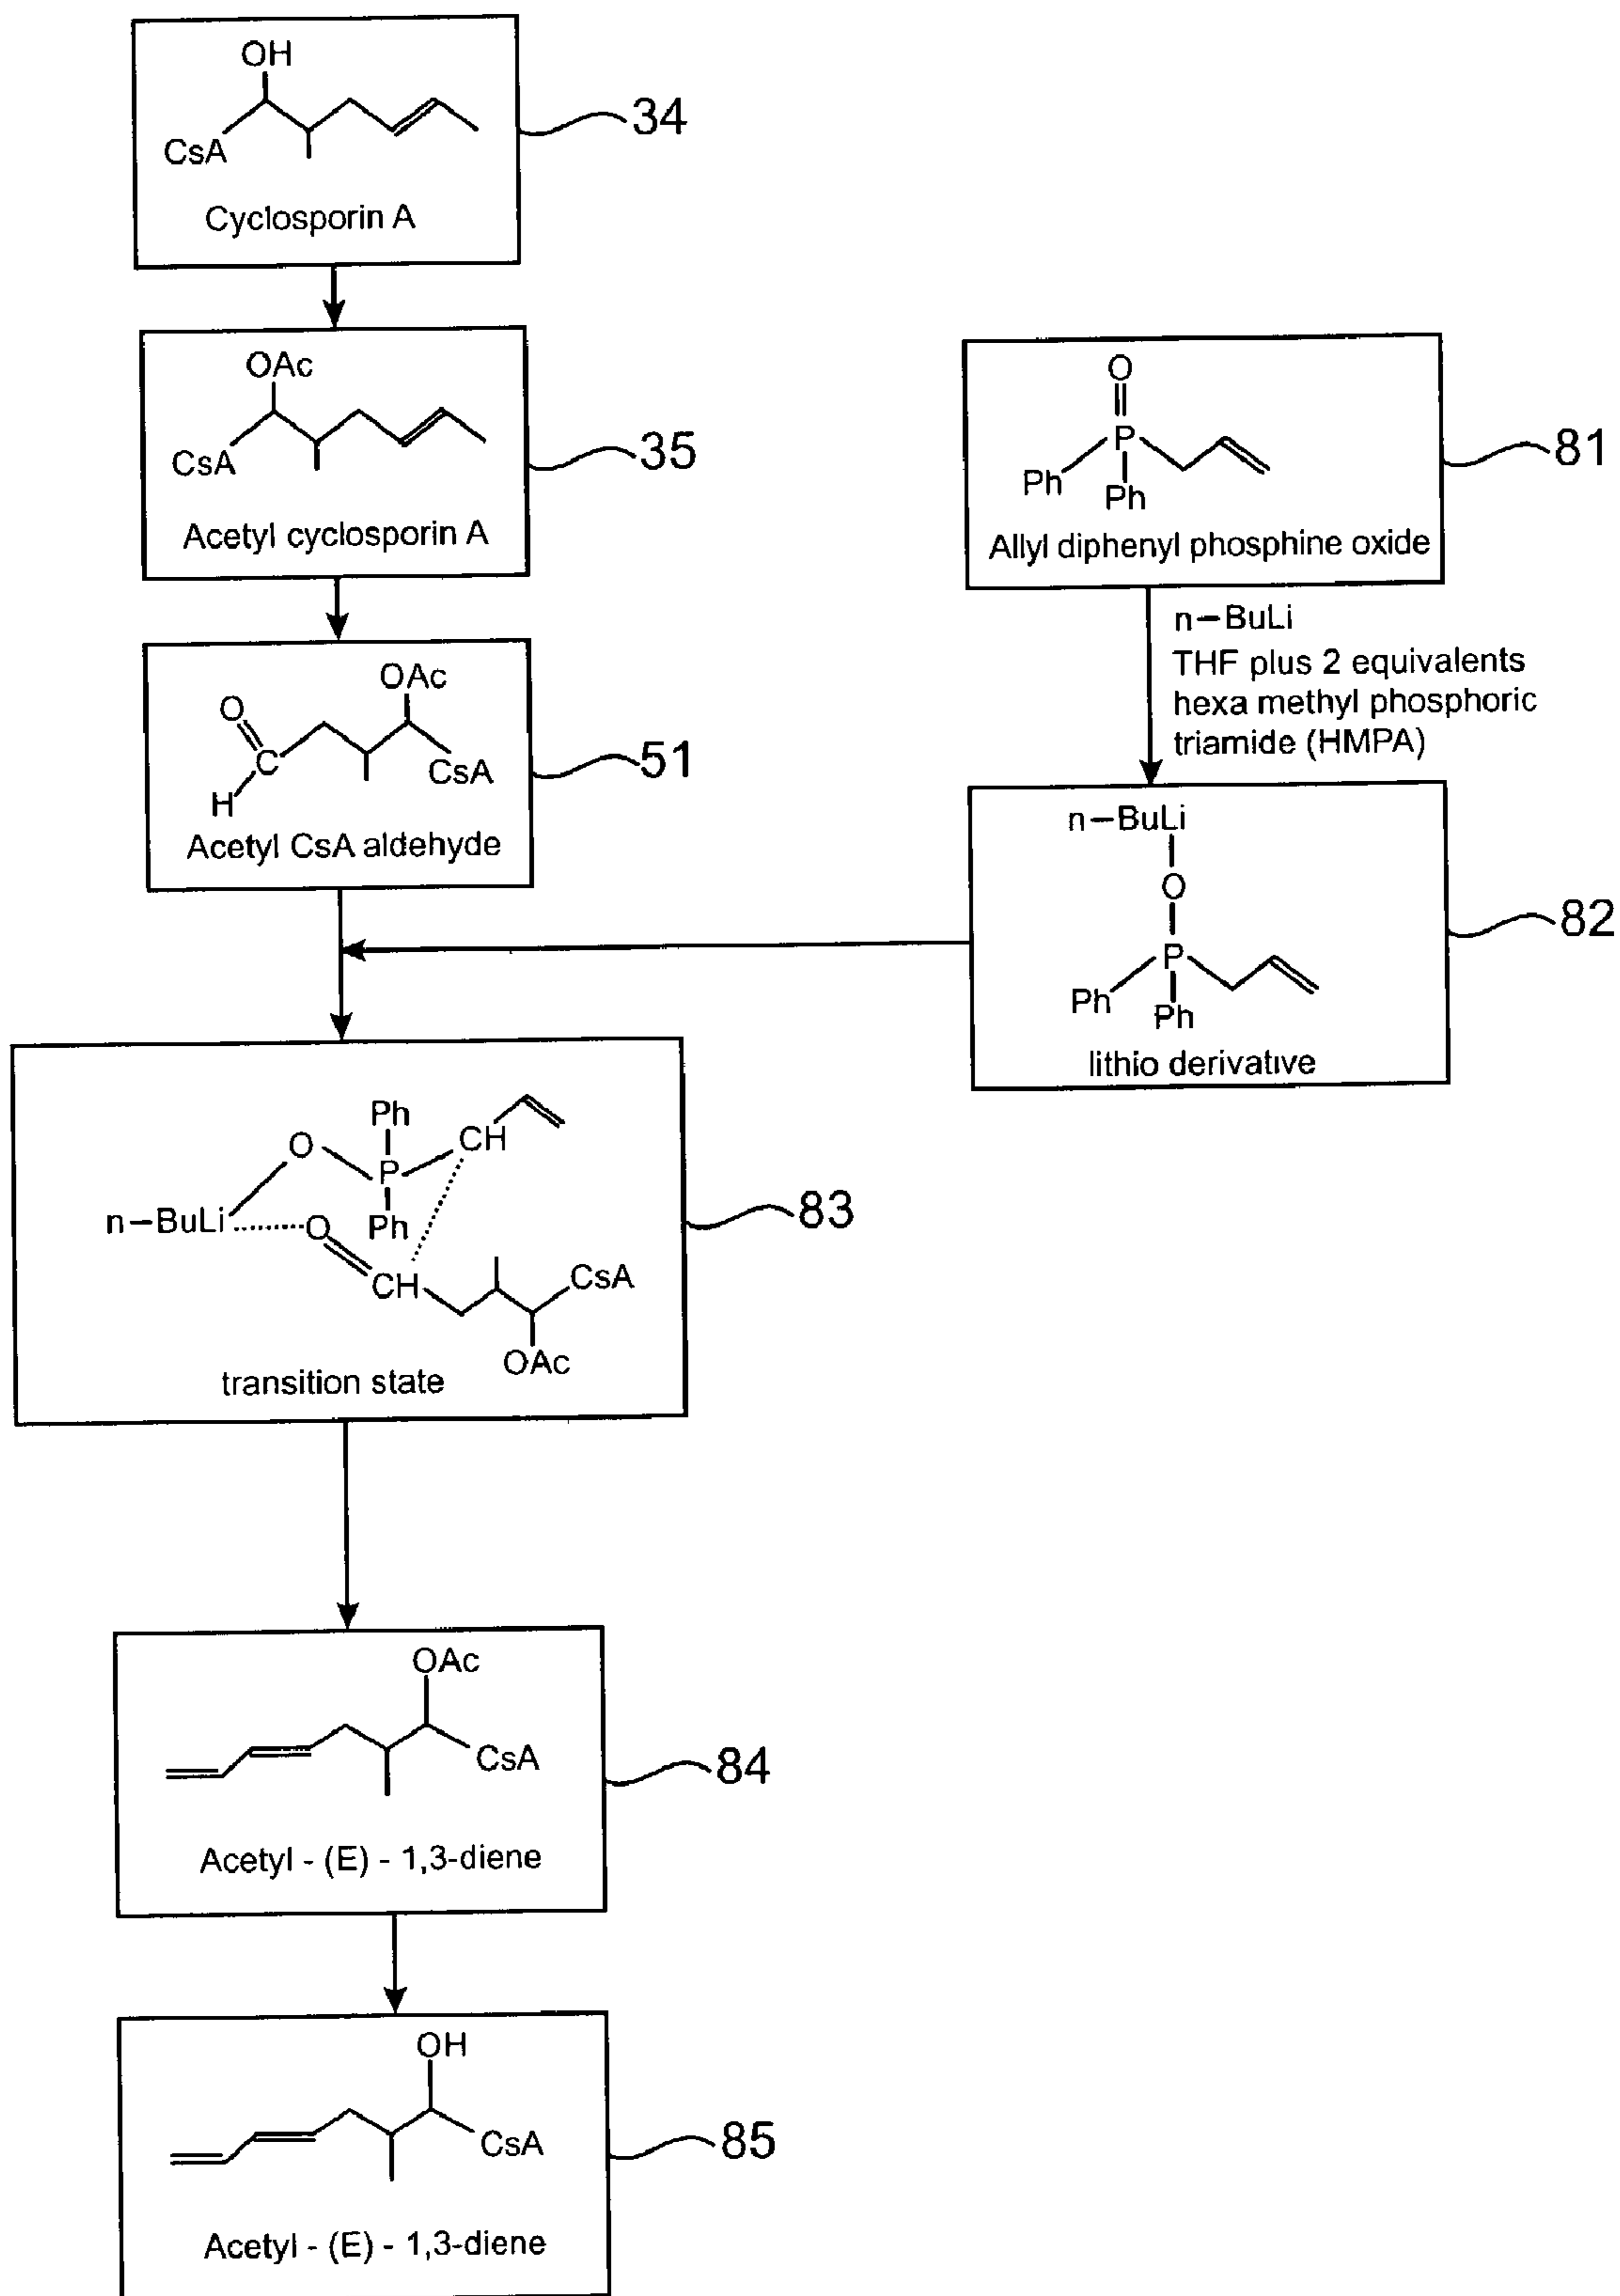 OH
CsA
Cyclosporin A
34
OAc
CsA
Acetyl cyclosporin A
35
O
P
Ph
Ph
Allyl diphenyl phosphine oxide
81
n-BuLi
THF plus 2 equivalents
hexa methyl phosphoric
triamide (HMPA)
OAc
O
C
H
CsA
Acetyl CsA aldehyde
51
n-BuLi
O
P
Ph
Ph
lithio derivative
82
Ph
CH
O
P
n-BuLi
O
Ph
CH
CsA
OAc
transition state
83
OAc
CsA
Acetyl - (E) - 1,3-diene
84
OH
CsA
Acetyl - (E) - 1,3-diene
85